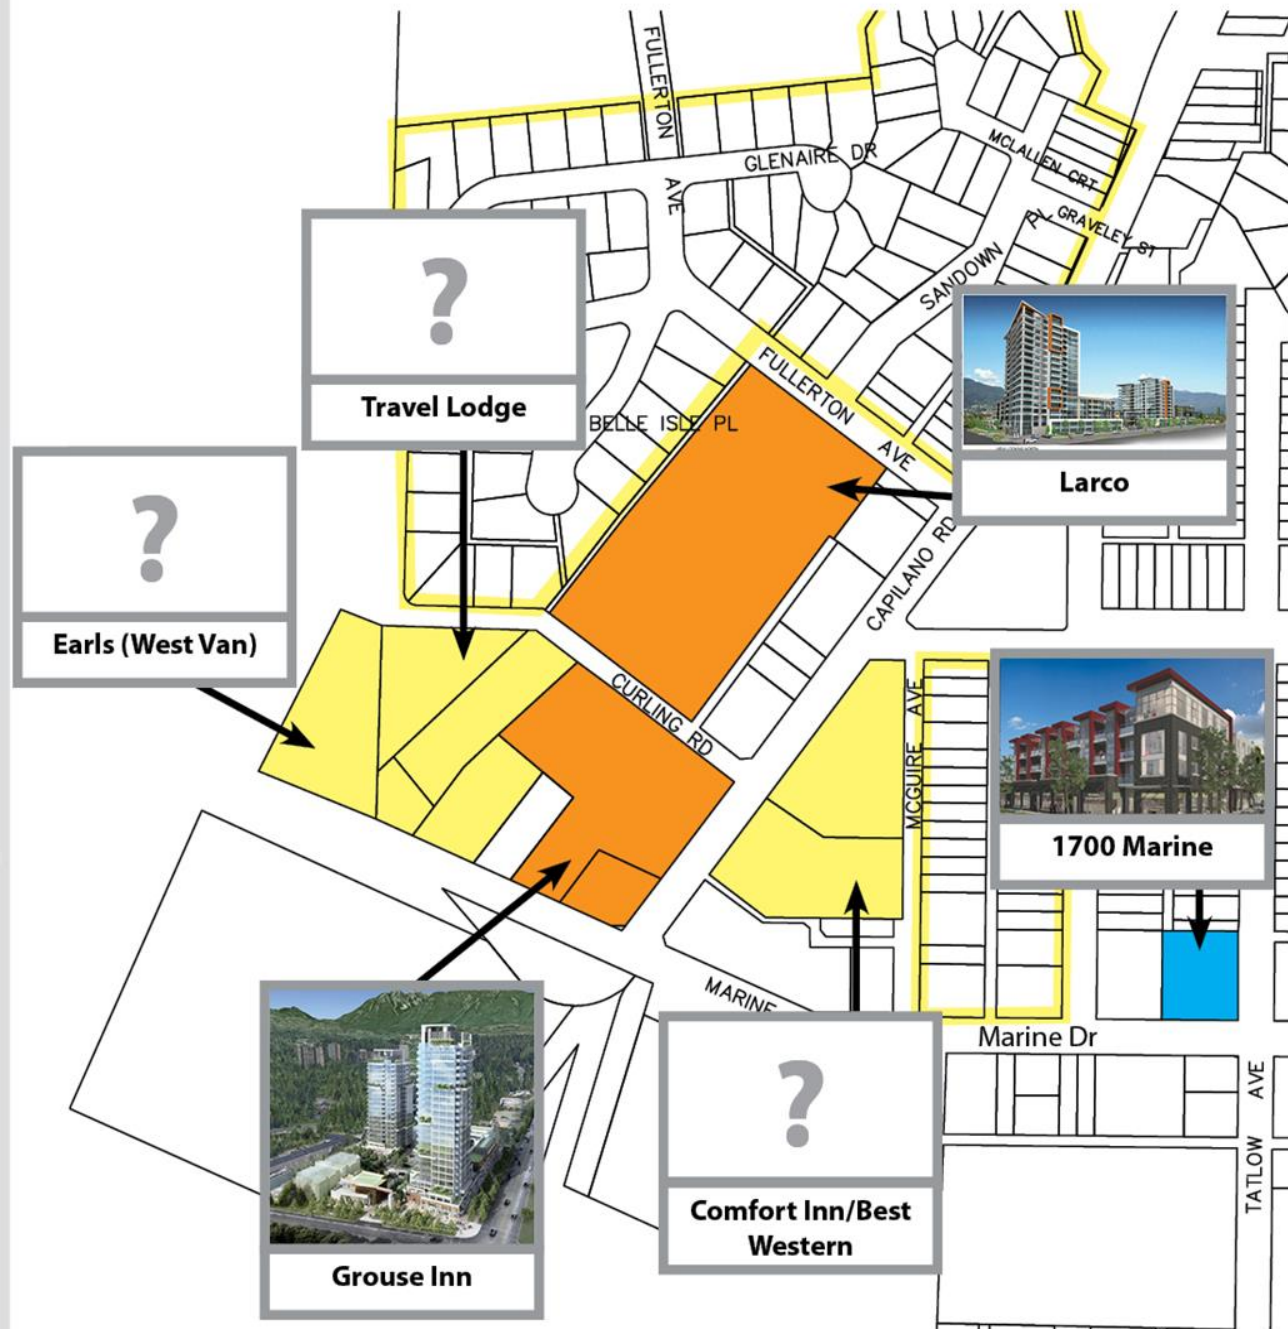 FULLERTON
AVE
GLENAIRE DR
MCLALLEN CRT
PL
GRAVELEY ST
SANDOWN
?
Travel Lodge
BELLE ISLE PL
FULLERTON
AVE
Larco
?
Earls (West Van)
CAPILANO RD
CURLING RD
MCGUIRE AVE
1700 Marine
MARINE
Marine Dr
TATLOW AVE
Grouse Inn
?
Comfort Inn/Best
Western